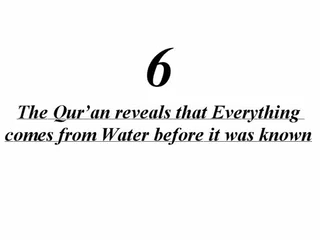 6
The Qur'an reveals that Everything
comes from Water before it was known